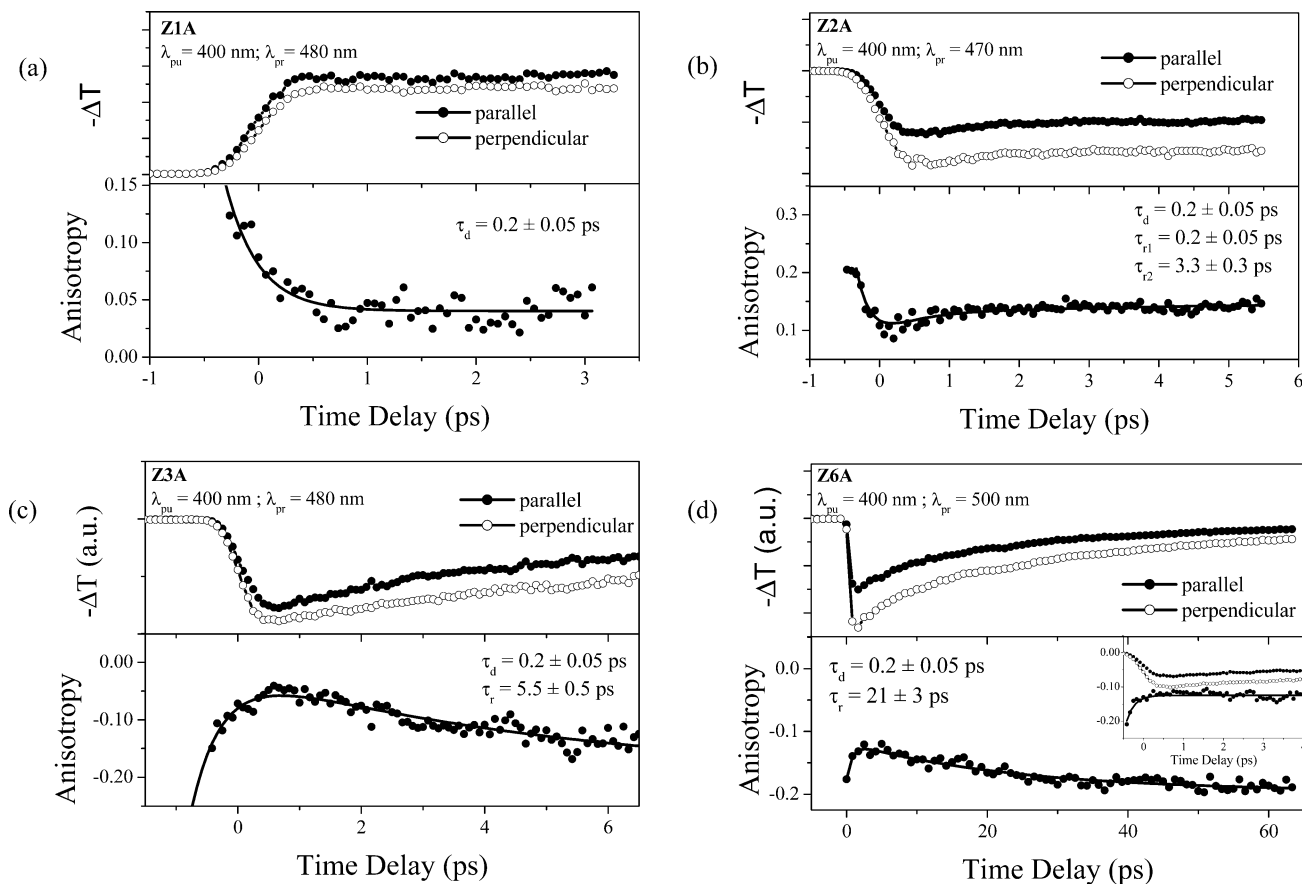 (a)
Z1A
λpu = 400 nm; λpr = 480 nm
-ΔT
parallel
perpendicular
0.15
0.10
0.05
0.00
Anisotropy
τd = 0.2 ± 0.05 ps
-1 0 1 2 3
Time Delay (ps)
(b)
Z2A
λpu = 400 nm; λpr = 470 nm
-ΔT
parallel
perpendicular
0.3
0.2
0.1
Anisotropy
τd = 0.2 ± 0.05 ps
τr1 = 0.2 ± 0.05 ps
τr2 = 3.3 ± 0.3 ps
-1 0 1 2 3 4 5 6
Time Delay (ps)
(c)
Z3A
λpu = 400 nm ; λpr = 480 nm
-ΔT (a.u.)
parallel
perpendicular
0.00
-0.10
-0.20
Anisotropy
τd = 0.2 ± 0.05 ps
τr = 5.5 ± 0.5 ps
0 2 4 6
Time Delay (ps)
(d)
Z6A
λpu = 400 nm ; λpr = 500 nm
-ΔT (a.u.)
parallel
perpendicular
0.0
-0.1
-0.2
Anisotropy
τd = 0.2 ± 0.05 ps
τr = 21 ± 3 ps
0.00
-0.10
-0.20
0 1 2 3 4
Time Delay (ps)
0 20 40 60
Time Delay (ps)